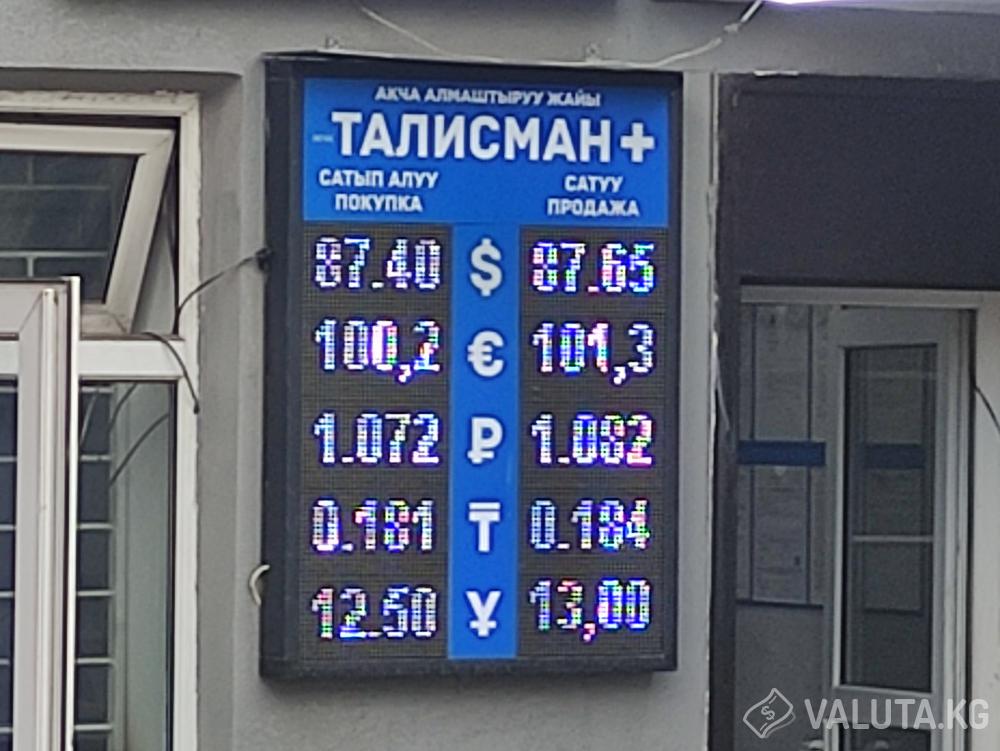 АКЧА АЛМАШТЫРУУ ЖАЙЫ
ТАЛИСМАН+
САТЫП АЛУУ САТУУ
ПОКУПКА ПРОДАЖА
87.40 $ 87.65
100,2 € 101,3
1.072 ₽ 1.082
0.181 ₸ 0.184
12.50 ¥ 13,00
VALUTA.KG